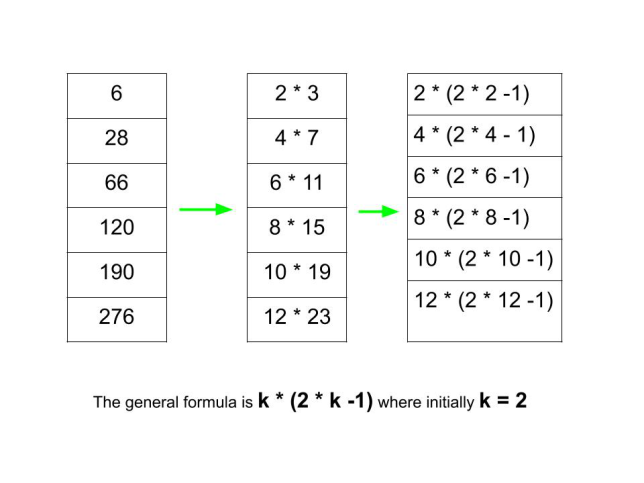 6
28
66
120
190
276
2 * 3
4 * 7
6 * 11
8 * 15
10 * 19
12 * 23
2 * (2 * 2 -1)
4 * (2 * 4 - 1)
6 * (2 * 6 -1)
8 * (2 * 8 -1)
10 * (2 * 10 -1)
12 * (2 * 12 -1)
The general formula is k * (2 * k -1) where initially k = 2